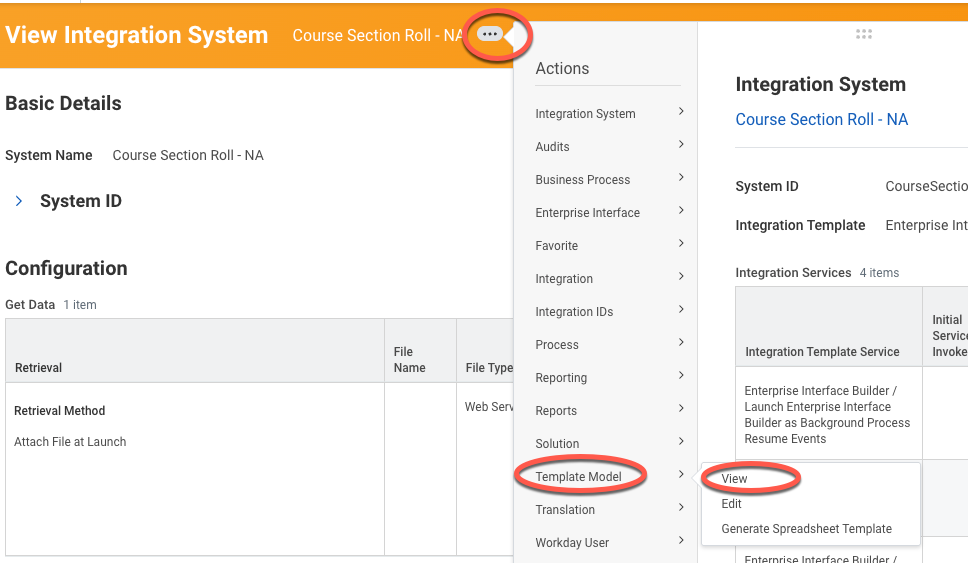 View Integration System Course Section Roll - NA
Basic Details
System Name Course Section Roll - NA
System ID
Configuration
Get Data 1 item
Retrieval
File
Name
File Type
Retrieval Method
Attach File at Launch
Web Serv
Actions
Integration System
Audits
Business Process
Enterprise Interface
Favorite
Integration
Integration IDs
Process
Reporting
Reports
Solution
Template Model
Translation
Workday User
View
Edit
Generate Spreadsheet Template
Integration System
Course Section Roll - NA
System ID CourseSectio
Integration Template Enterprise Int
Integration Services 4 items
Integration Template Service
Initial
Service
Invoke
Enterprise Interface Builder /
Launch Enterprise Interface
Builder as Background Process
Resume Events
Enterprise Interface Builder /